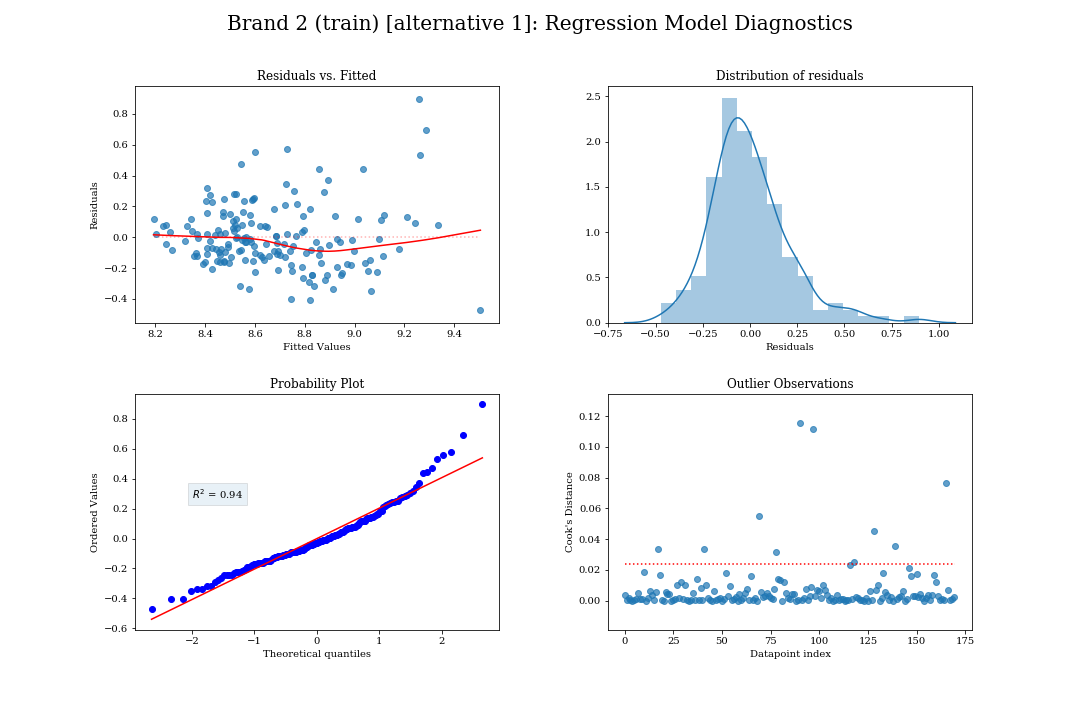 Brand 2 (train) [alternative 1]: Regression Model Diagnostics
Residuals vs. Fitted
0.8
0.6
0.4
0.2
0.0
−0.2
−0.4
Residuals
8.2 8.4 8.6 8.8 9.0 9.2 9.4
Fitted Values
Distribution of residuals
2.5
2.0
1.5
1.0
0.5
0.0
−0.75 −0.50 −0.25 0.00 0.25 0.50 0.75 1.00
Residuals
Probability Plot
0.8
0.6
0.4
0.2
0.0
−0.2
−0.4
−0.6
Ordered Values
R² = 0.94
−2 −1 0 1 2
Theoretical quantiles
Outlier Observations
0.12
0.10
0.08
0.06
0.04
0.02
0.00
Cook's Distance
0 25 50 75 100 125 150 175
Datapoint index